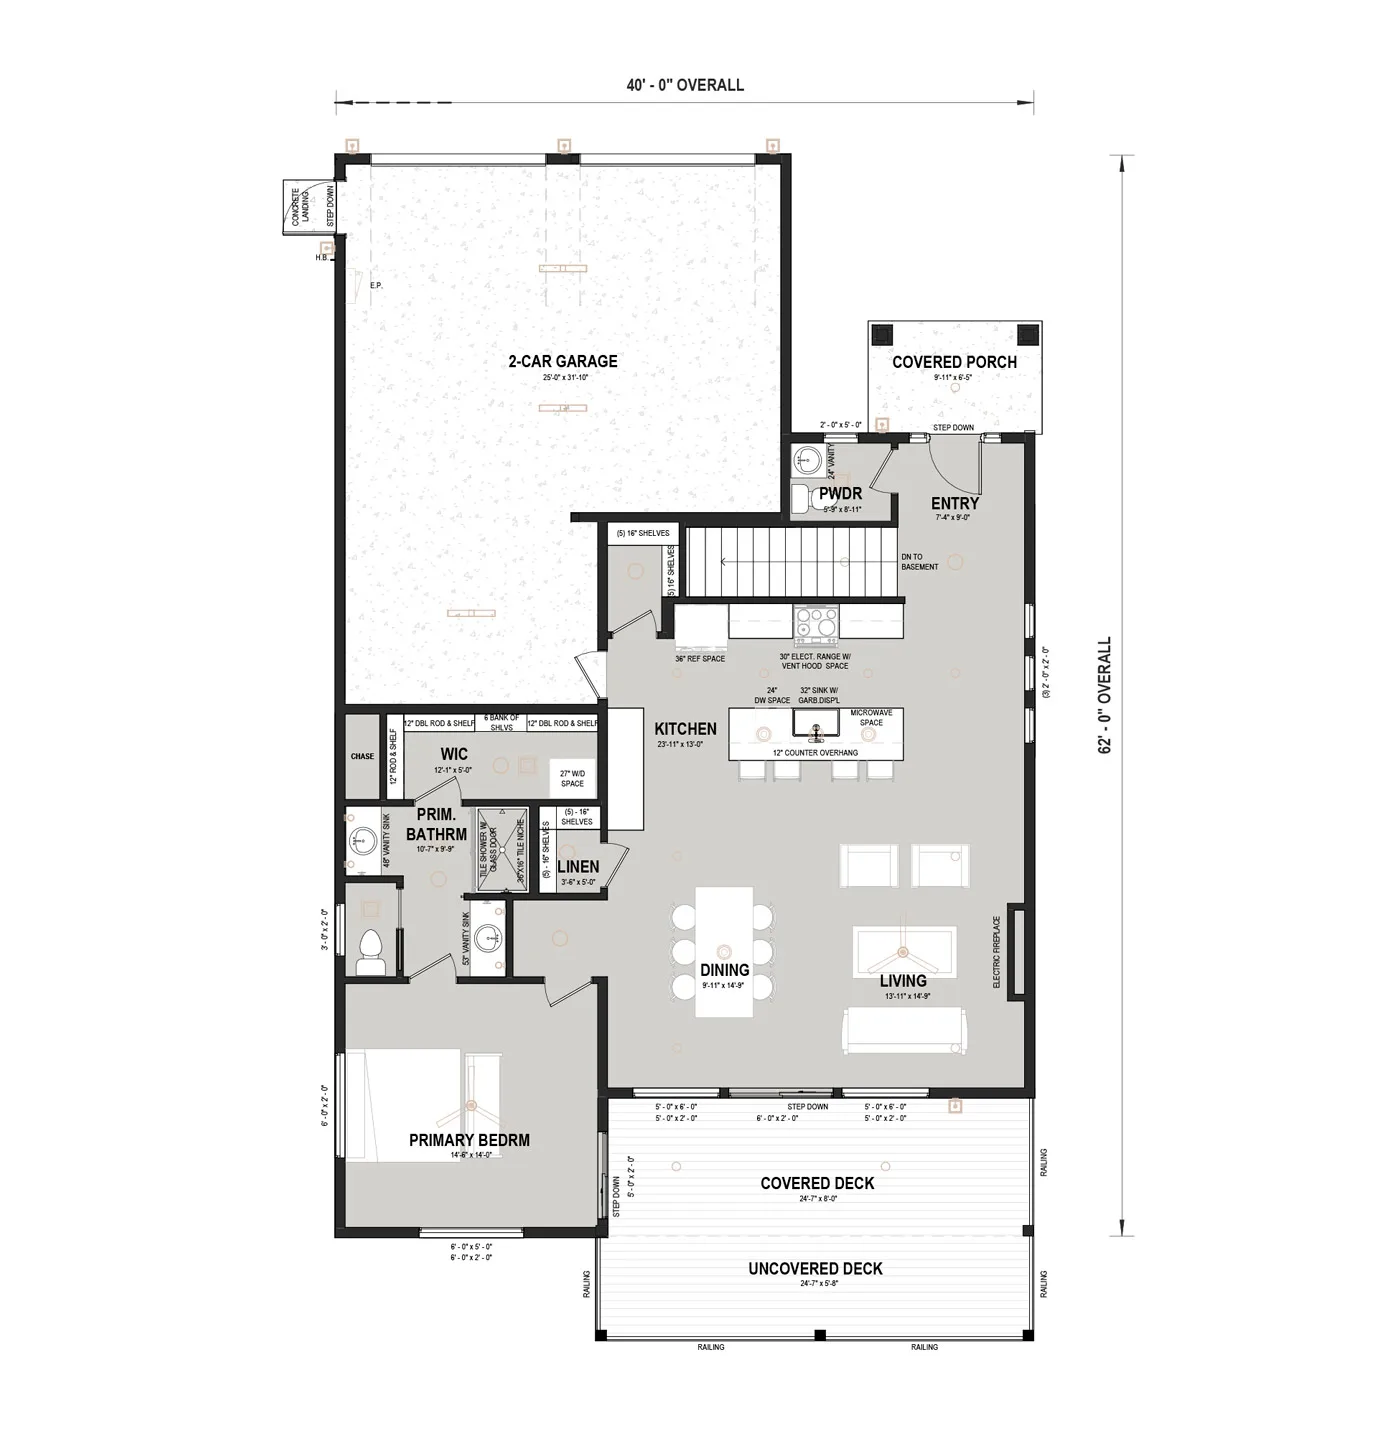 40' - 0" OVERALL
CONCRETE
LANDING
STEP DOWN
H.B.
E.P.
2-CAR GARAGE
25'-0" x 31'-10"
COVERED PORCH
9'-11" x 6'-5"
STEP DOWN
2' - 0" x 5' - 0"
24" VANITY
PWDR
5'-9" x 8'-11"
ENTRY
7'-4" x 9'-0"
(5) 16" SHELVES
(5) 16" SHELVES
DN TO
BASEMENT
36" REF SPACE
30" ELECT. RANGE W/
VENT HOOD SPACE
(3) 2' - 0" x 2' - 0"
62' - 0" OVERALL
24"
DW SPACE
32" SINK W/
GARB.DISP'L
MICROWAVE
SPACE
12" COUNTER OVERHANG
KITCHEN
23'-11" x 13'-0"
12" DBL ROD & SHELF
6 BANK OF
SHLVS
12" DBL ROD & SHELF
12" ROD & SHELF
CHASE
WIC
12'-1" x 5'-0"
27" W/D
SPACE
PRIM.
BATHRM
10'-7" x 9'-9"
48" VANITY SINK
TILE SHOWER W/
GLASS DOOR
36"X16" TILE NICHE
(5) - 16"
SHELVES
(5) - 16" SHELVES
LINEN
3'-6" x 5'-0"
3' - 0" x 2' - 0"
53" VANITY SINK
ELECTRIC FIREPLACE
DINING
9'-11" x 14'-9"
LIVING
13'-11" x 14'-9"
6' - 0" x 2' - 0"
PRIMARY BEDRM
14'-6" x 14'-0"
5' - 0" x 6' - 0"
5' - 0" x 2' - 0"
STEP DOWN
6' - 0" x 2' - 0"
5' - 0" x 6' - 0"
5' - 0" x 2' - 0"
STEP DOWN
5' - 0" x 2' - 0"
RAILING
COVERED DECK
24'-7" x 8'-0"
6' - 0" x 5' - 0"
6' - 0" x 2' - 0"
UNCOVERED DECK
24'-7" x 5'-8"
RAILING
RAILING
RAILING
RAILING